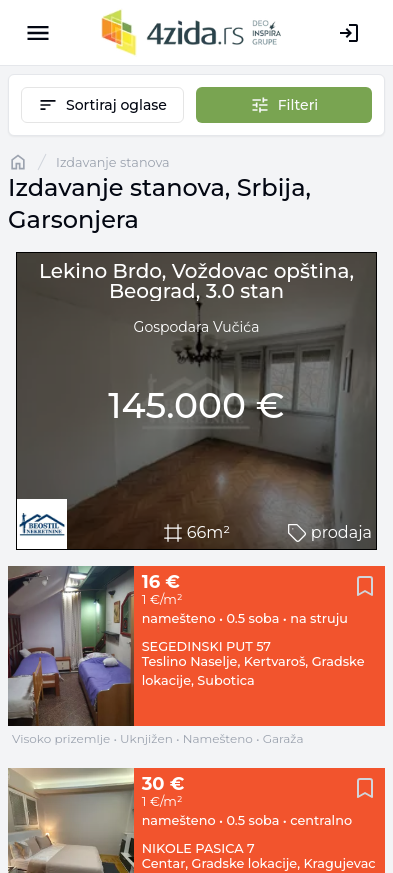 4zida.rs
DEO
INSPIRA
GRUPE
Sortiraj oglase
Filteri
Izdavanje stanova
Izdavanje stanova, Srbija,
Garsonjera
Lekino Brdo, Voždovac opština,
Beograd, 3.0 stan
Gospodara Vučića
145.000 €
BEOSTIL
NEKRETNINE
66m²
prodaja
16 €
1 €/m²
namešteno • 0.5 soba • na struju
SEGEDINSKI PUT 57
Teslino Naselje, Kertvaroš, Gradske
lokacije, Subotica
Visoko prizemlje • Uknjižen • Namešteno • Garaža
30 €
1 €/m²
namešteno • 0.5 soba • centralno
NIKOLE PASICA 7
Centar, Gradske lokacije, Kragujevac